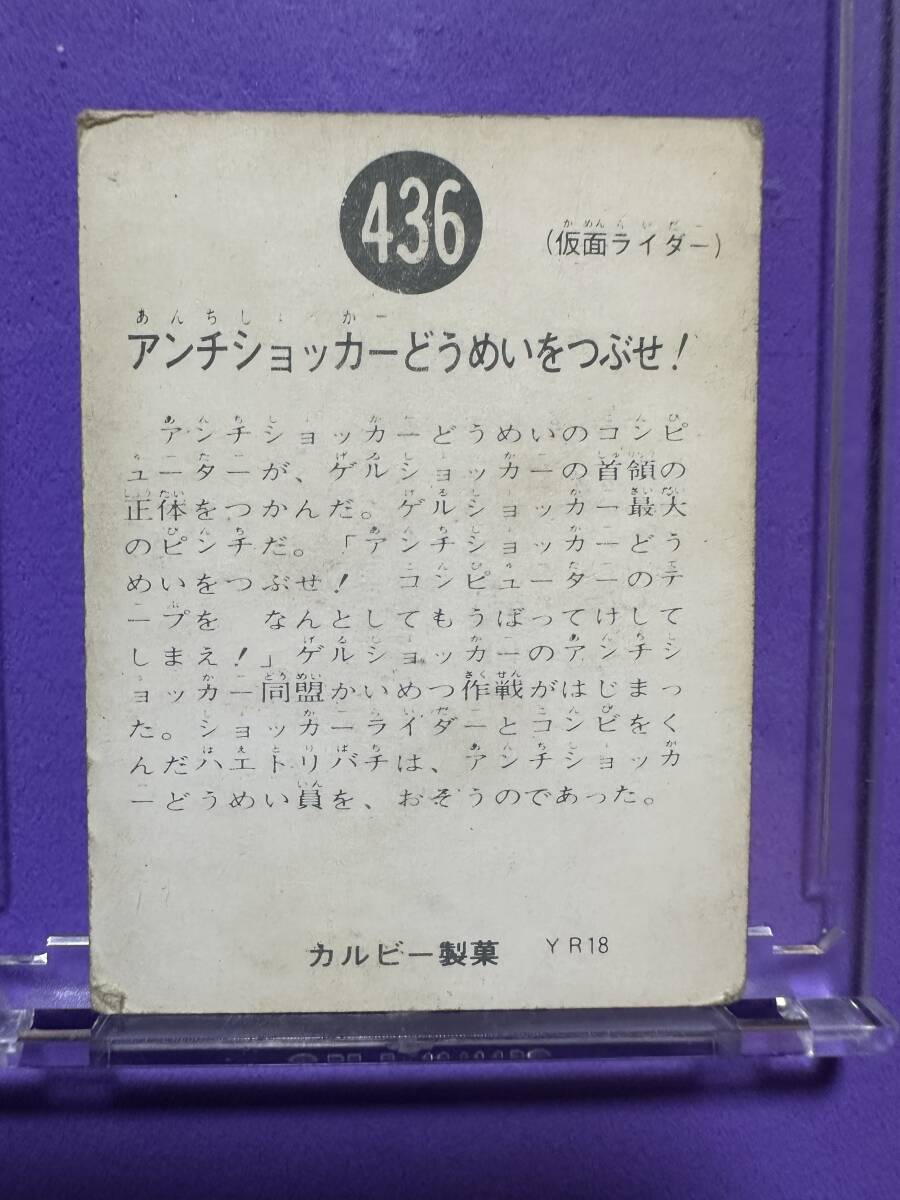 436
(仮面ライダー)
アンチショッカーどうめいをつぶせ！
アンチショッカーどうめいのコンピ
ューターが、ゲルショッカーの首領の
正体をつかんだ。ゲルショッカー最大
のピンチだ。「アンチショッカーどう
めいをつぶせ！　コンピューターのテ
ープを　なんとしてもうばってけして
しまえ！」ゲルショッカーのアンチシ
ョッカー同盟かいめつ作戦がはじまっ
た。ショッカーライダーとコンビをく
んだハエトリバチは、アンチショッカ
ーどうめい員を、おそうのであった。
カルビー製菓　YR18